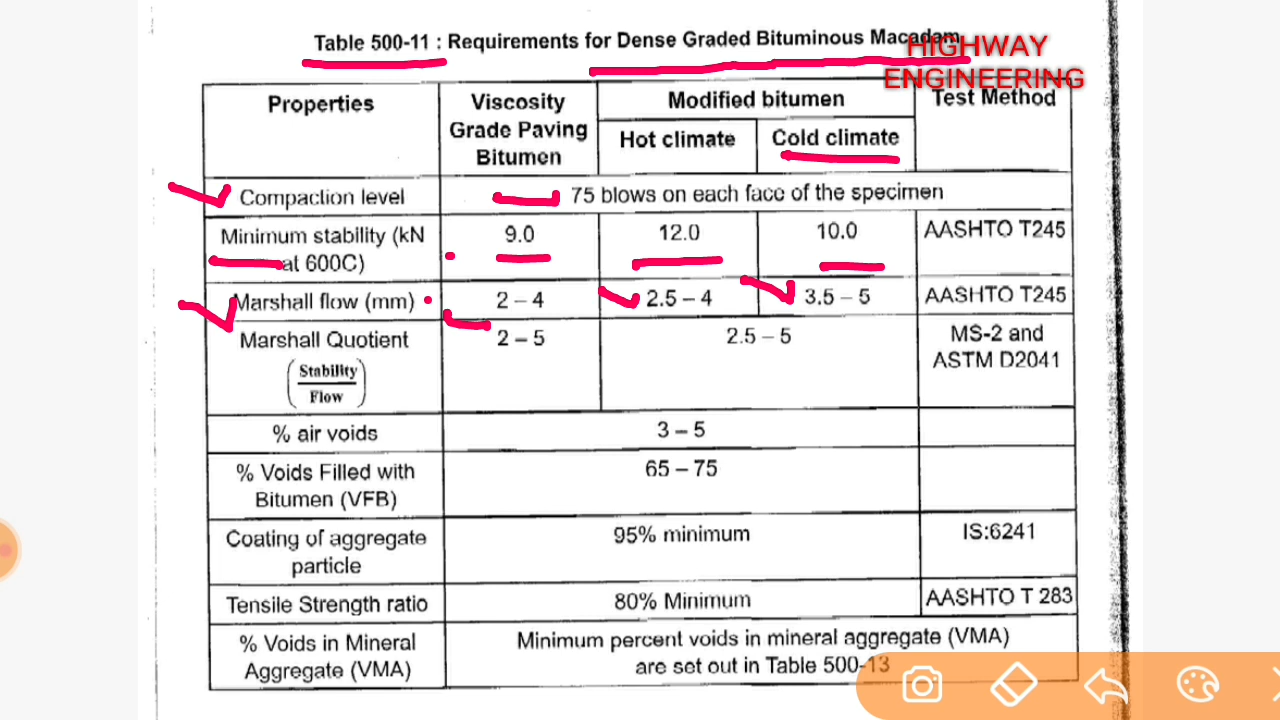 Table 500-11 : Requirements for Dense Graded Bituminous Macadam
HIGHWAY
ENGINEERING
Properties
Viscosity
Grade Paving
Bitumen
Modified bitumen
Hot climate
Cold climate
Test Method
Compaction level
75 blows on each face of the specimen
Minimum stability (kN
at 600C)
9.0
12.0
10.0
AASHTO T245
Marshall flow (mm)
2 – 4
2.5 – 4
3.5 – 5
AASHTO T245
Marshall Quotient
(Stability
Flow)
2 – 5
2.5 – 5
MS-2 and
ASTM D2041
% air voids
3 – 5
% Voids Filled with
Bitumen (VFB)
65 – 75
Coating of aggregate
particle
95% minimum
IS:6241
Tensile Strength ratio
80% Minimum
AASHTO T 283
% Voids in Mineral
Aggregate (VMA)
Minimum percent voids in mineral aggregate (VMA)
are set out in Table 500-13